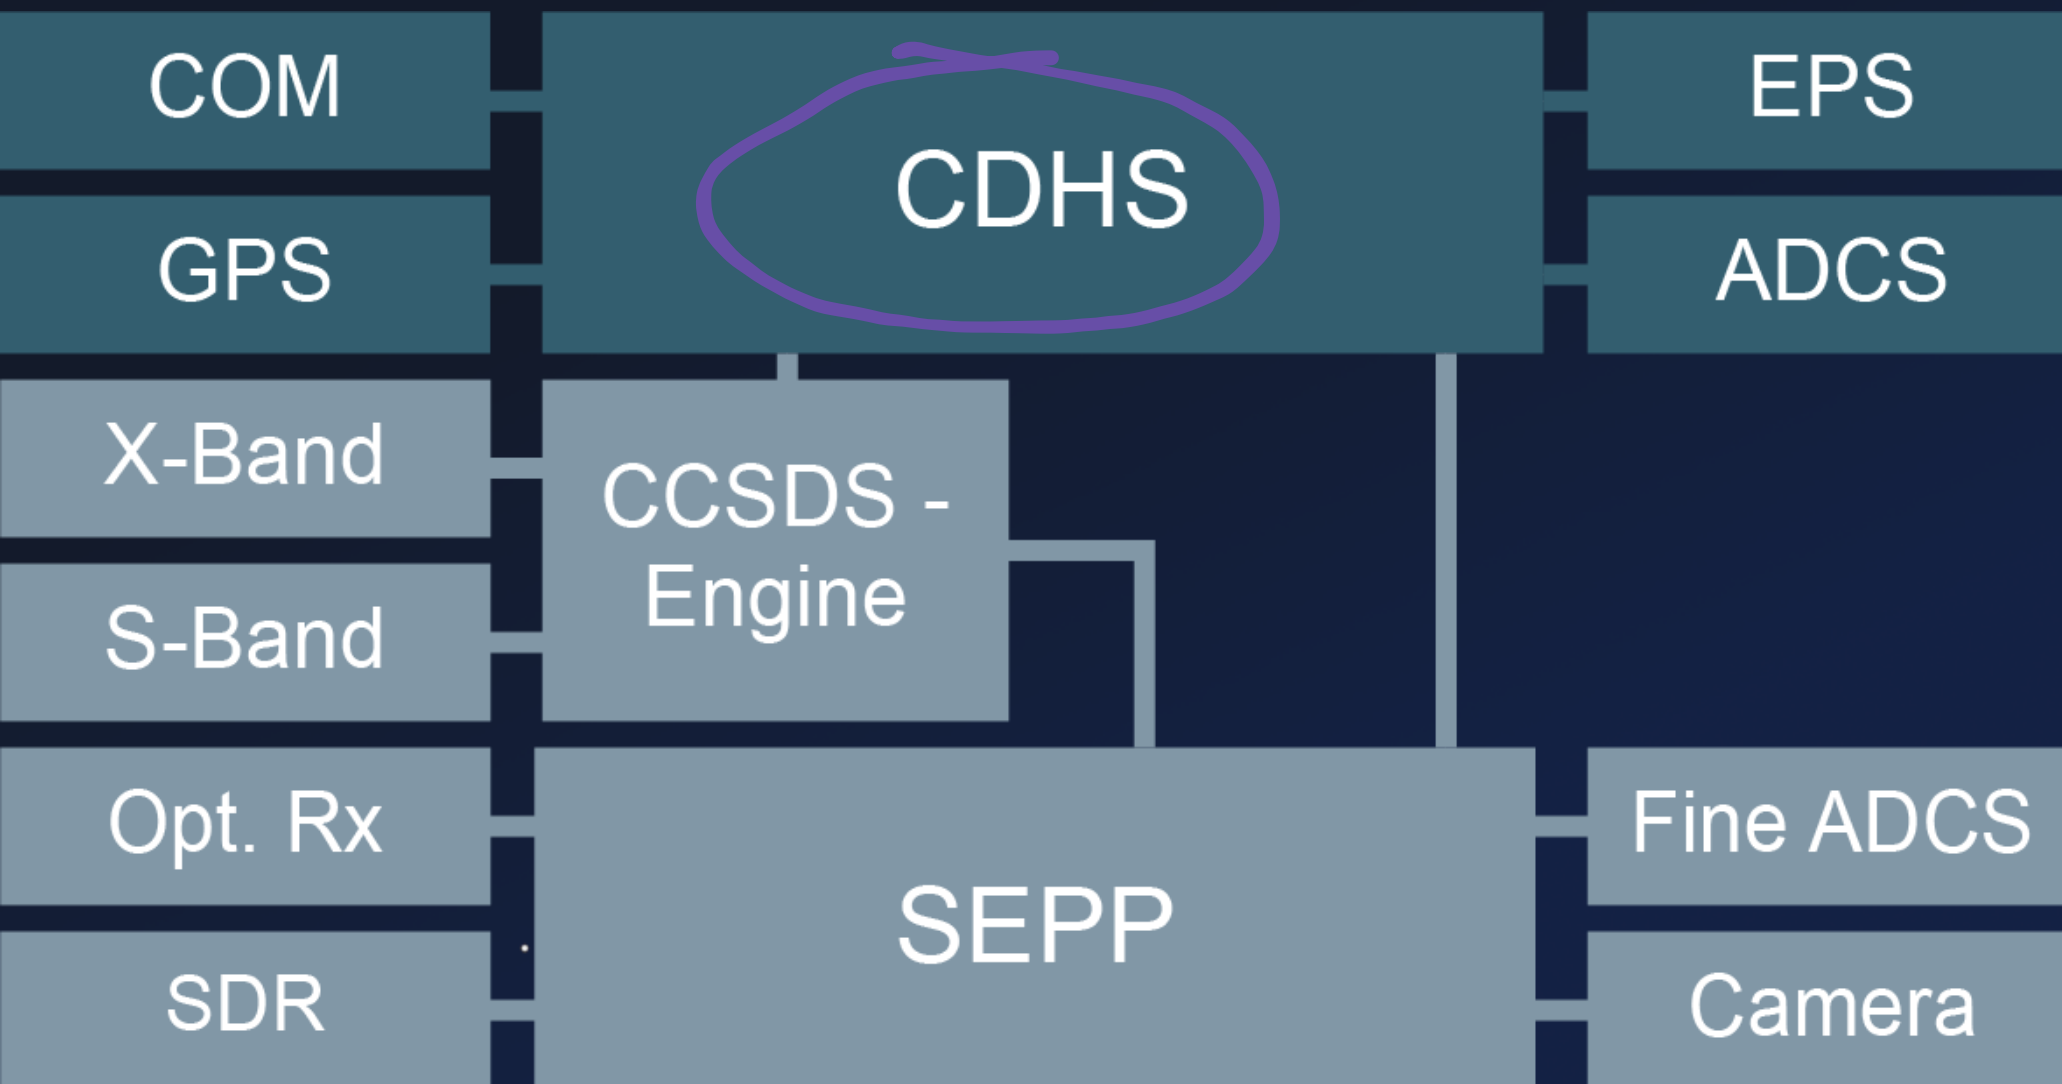 COM
CDHS
EPS
GPS
ADCS
X-Band
CCSDS -
Engine
S-Band
Opt. Rx
SEPP
Fine ADCS
SDR
Camera